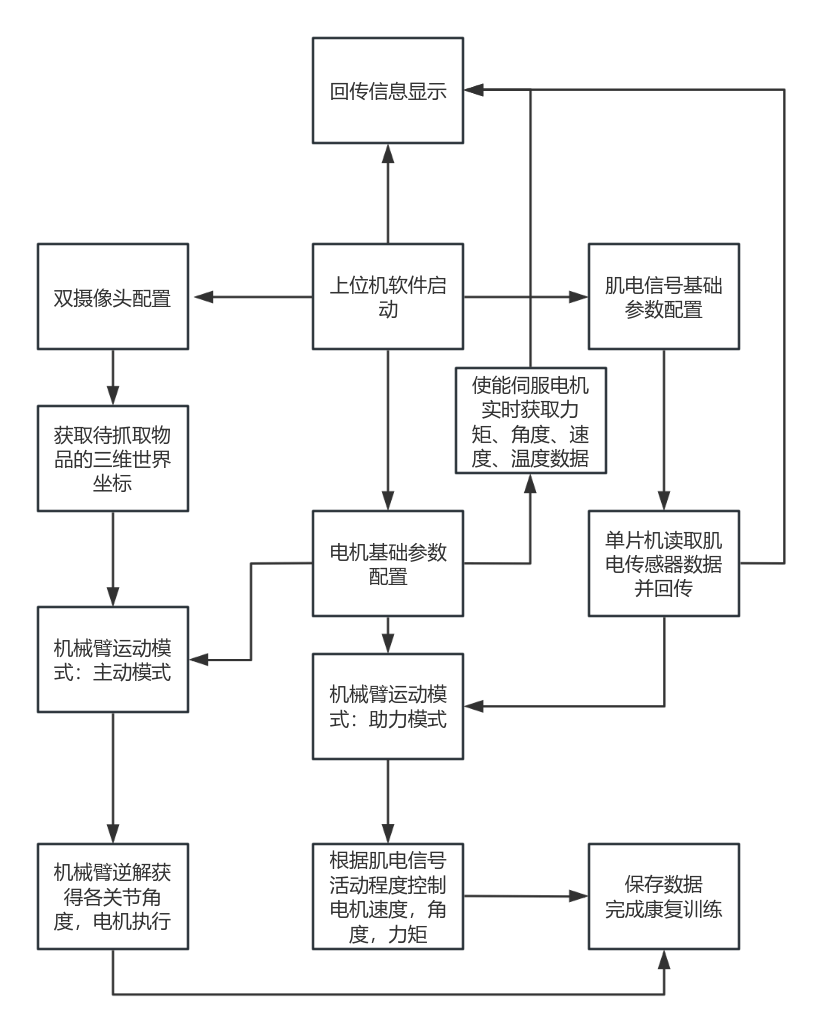 回传信息显示
双摄像头配置
上位机软件启
动
肌电信号基础
参数配置
使能伺服电机
实时获取力
矩、角度、速
度、温度数据
获取待抓取物
品的三维世界
坐标
电机基础参数
配置
单片机读取肌
电传感器数据
并回传
机械臂运动模
式：主动模式
机械臂运动模
式：助力模式
机械臂逆解获
得各关节角
度，电机执行
根据肌电信号
活动程度控制
电机速度，角
度，力矩
保存数据
完成康复训练